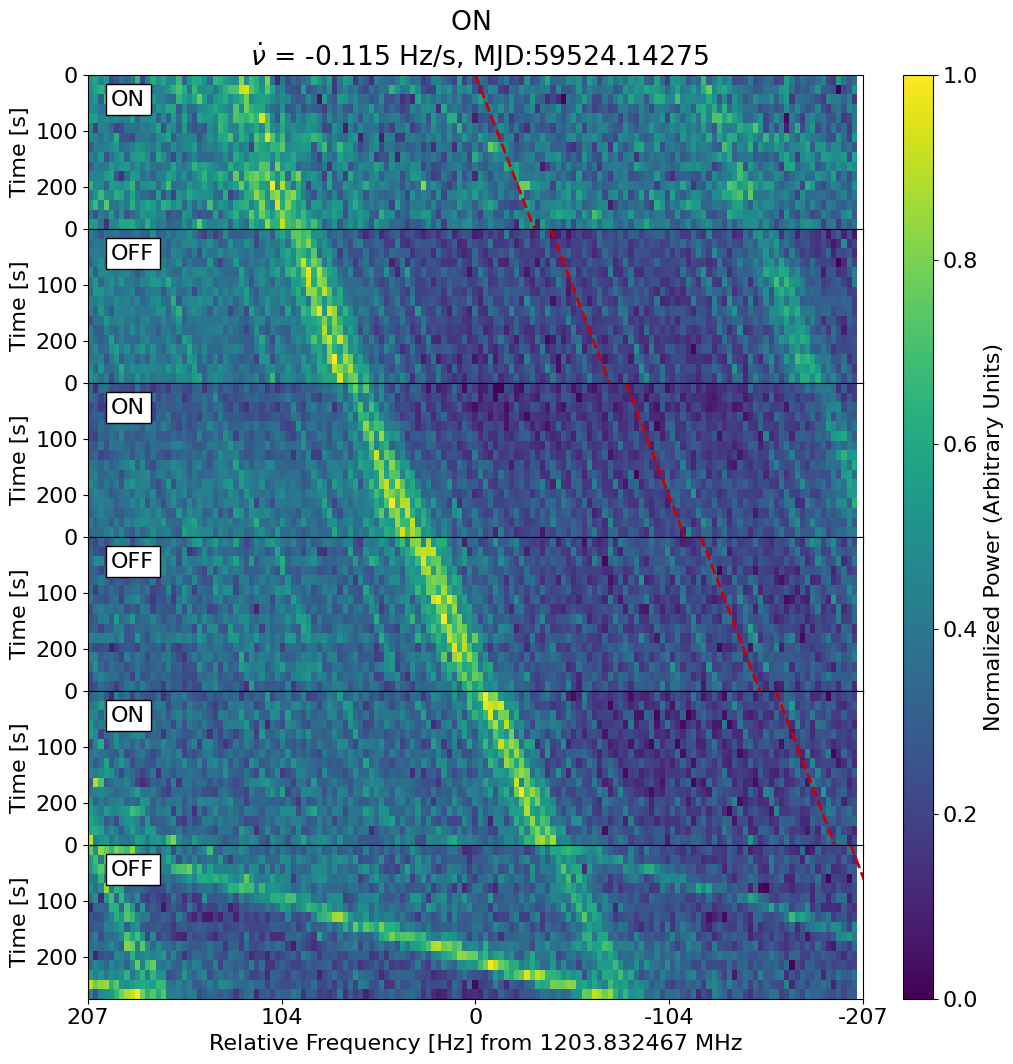 ON
ν̇ = -0.115 Hz/s, MJD:59524.14275
0
100
200
Time [s]
ON
0
100
200
Time [s]
OFF
0
100
200
Time [s]
ON
0
100
200
Time [s]
OFF
0
100
200
Time [s]
ON
0
100
200
Time [s]
OFF
207 104 0 -104 -207
Relative Frequency [Hz] from 1203.832467 MHz
1.0
0.8
0.6
0.4
0.2
0.0
Normalized Power (Arbitrary Units)